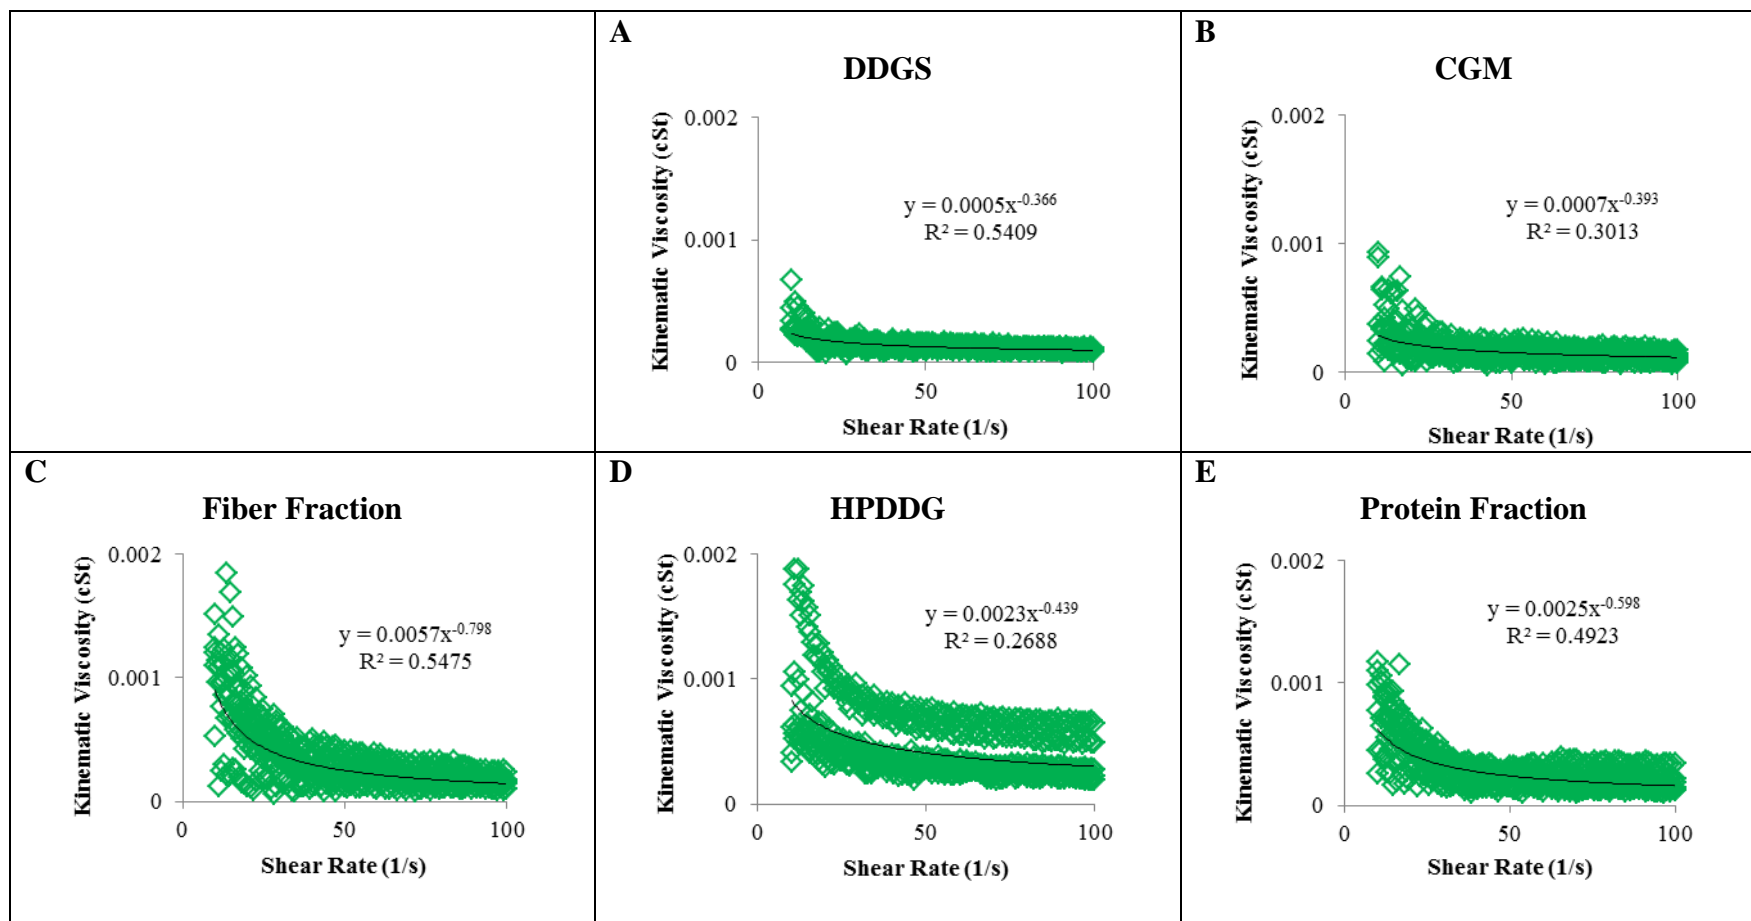 A
DDGS
Kinematic Viscosity (cSt)
0.002
0.001
0
y = 0.0005x^-0.366
R² = 0.5409
0
50
100
Shear Rate (1/s)
B
CGM
Kinematic Viscosity (cSt)
0.002
0.001
0
y = 0.0007x^-0.393
R² = 0.3013
0
50
100
Shear Rate (1/s)
C
Fiber Fraction
Kinematic Viscosity (cSt)
0.002
0.001
0
y = 0.0057x^-0.798
R² = 0.5475
0
50
100
Shear Rate (1/s)
D
HPDDG
Kinematic Viscosity (cSt)
0.002
0.001
0
y = 0.0023x^-0.439
R² = 0.2688
0
50
100
Shear Rate (1/s)
E
Protein Fraction
Kinematic Viscosity (cSt)
0.002
0.001
0
y = 0.0025x^-0.598
R² = 0.4923
0
50
100
Shear Rate (1/s)